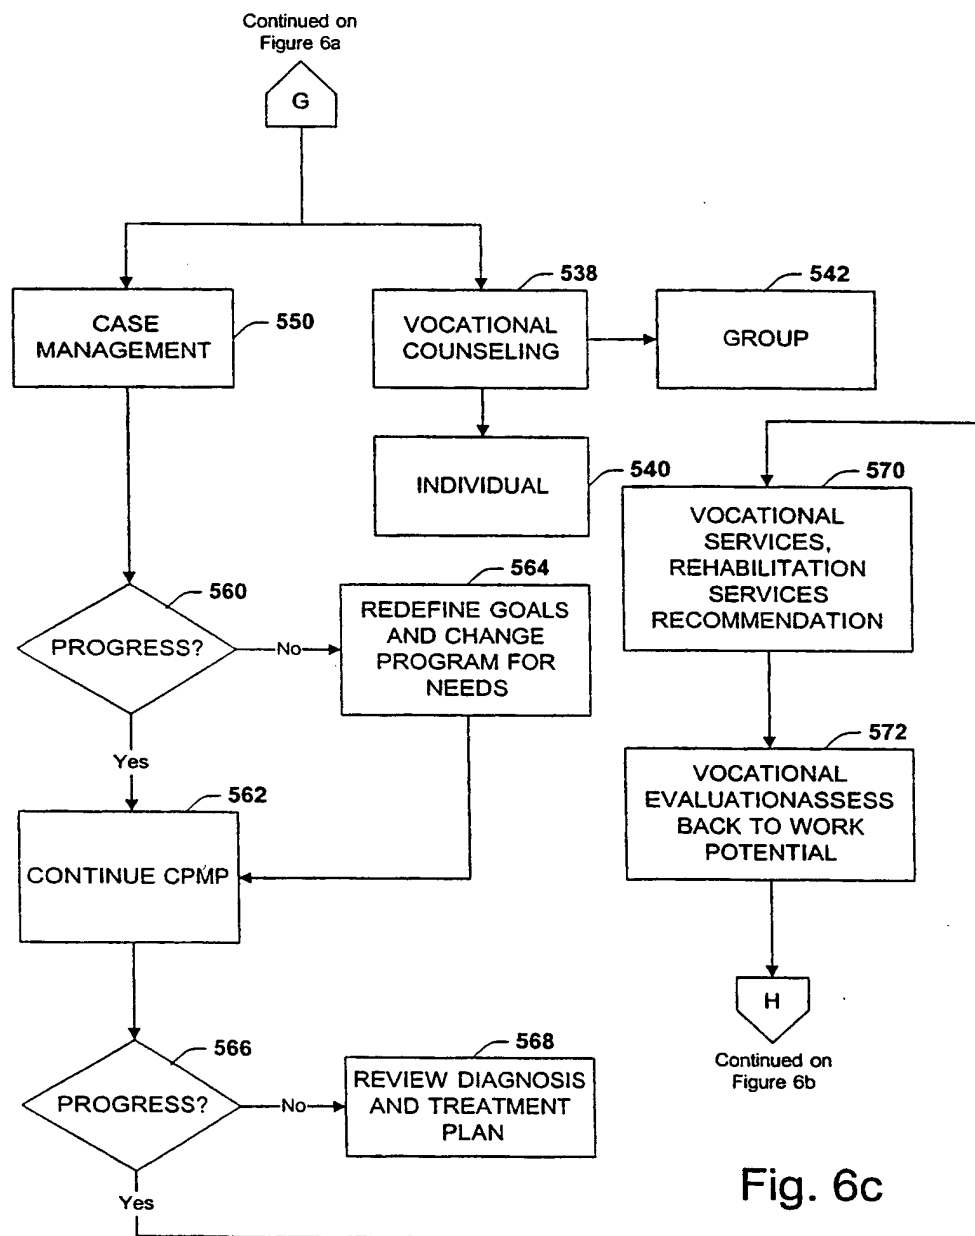 Continued on
Figure 6a
G
538
542
550
CASE
MANAGEMENT
VOCATIONAL
COUNSELING
GROUP
540
INDIVIDUAL
570
VOCATIONAL
SERVICES,
REHABILITATION
SERVICES
RECOMMENDATION
560
PROGRESS?
No
564
REDEFINE GOALS
AND CHANGE
PROGRAM FOR
NEEDS
Yes
572
VOCATIONAL
EVALUATIONASSESS
BACK TO WORK
POTENTIAL
562
CONTINUE CPMP
H
Continued on
Figure 6b
566
PROGRESS?
No
568
REVIEW DIAGNOSIS
AND TREATMENT
PLAN
Yes
Fig. 6c